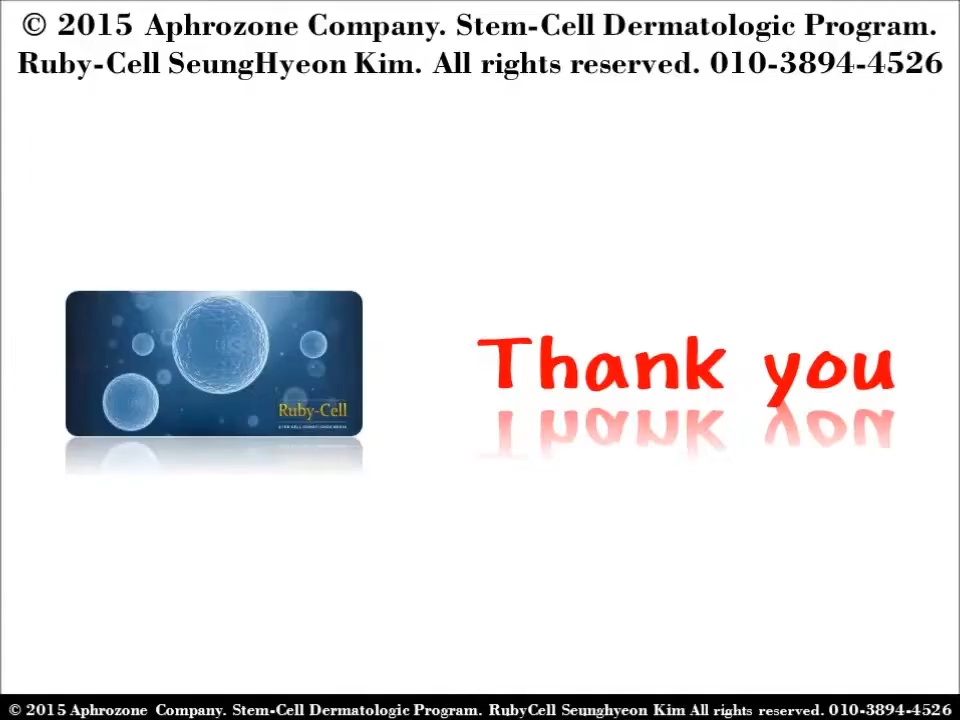 © 2015 Aphrozone Company. Stem-Cell Dermatologic Program.
Ruby-Cell SeungHyeon Kim. All rights reserved. 010-3894-4526
Ruby-Cell
Thank you
© 2015 Aphrozone Company. Stem-Cell Dermatologic Program. RubyCell Seunghyeon Kim All rights reserved. 010-3894-4526